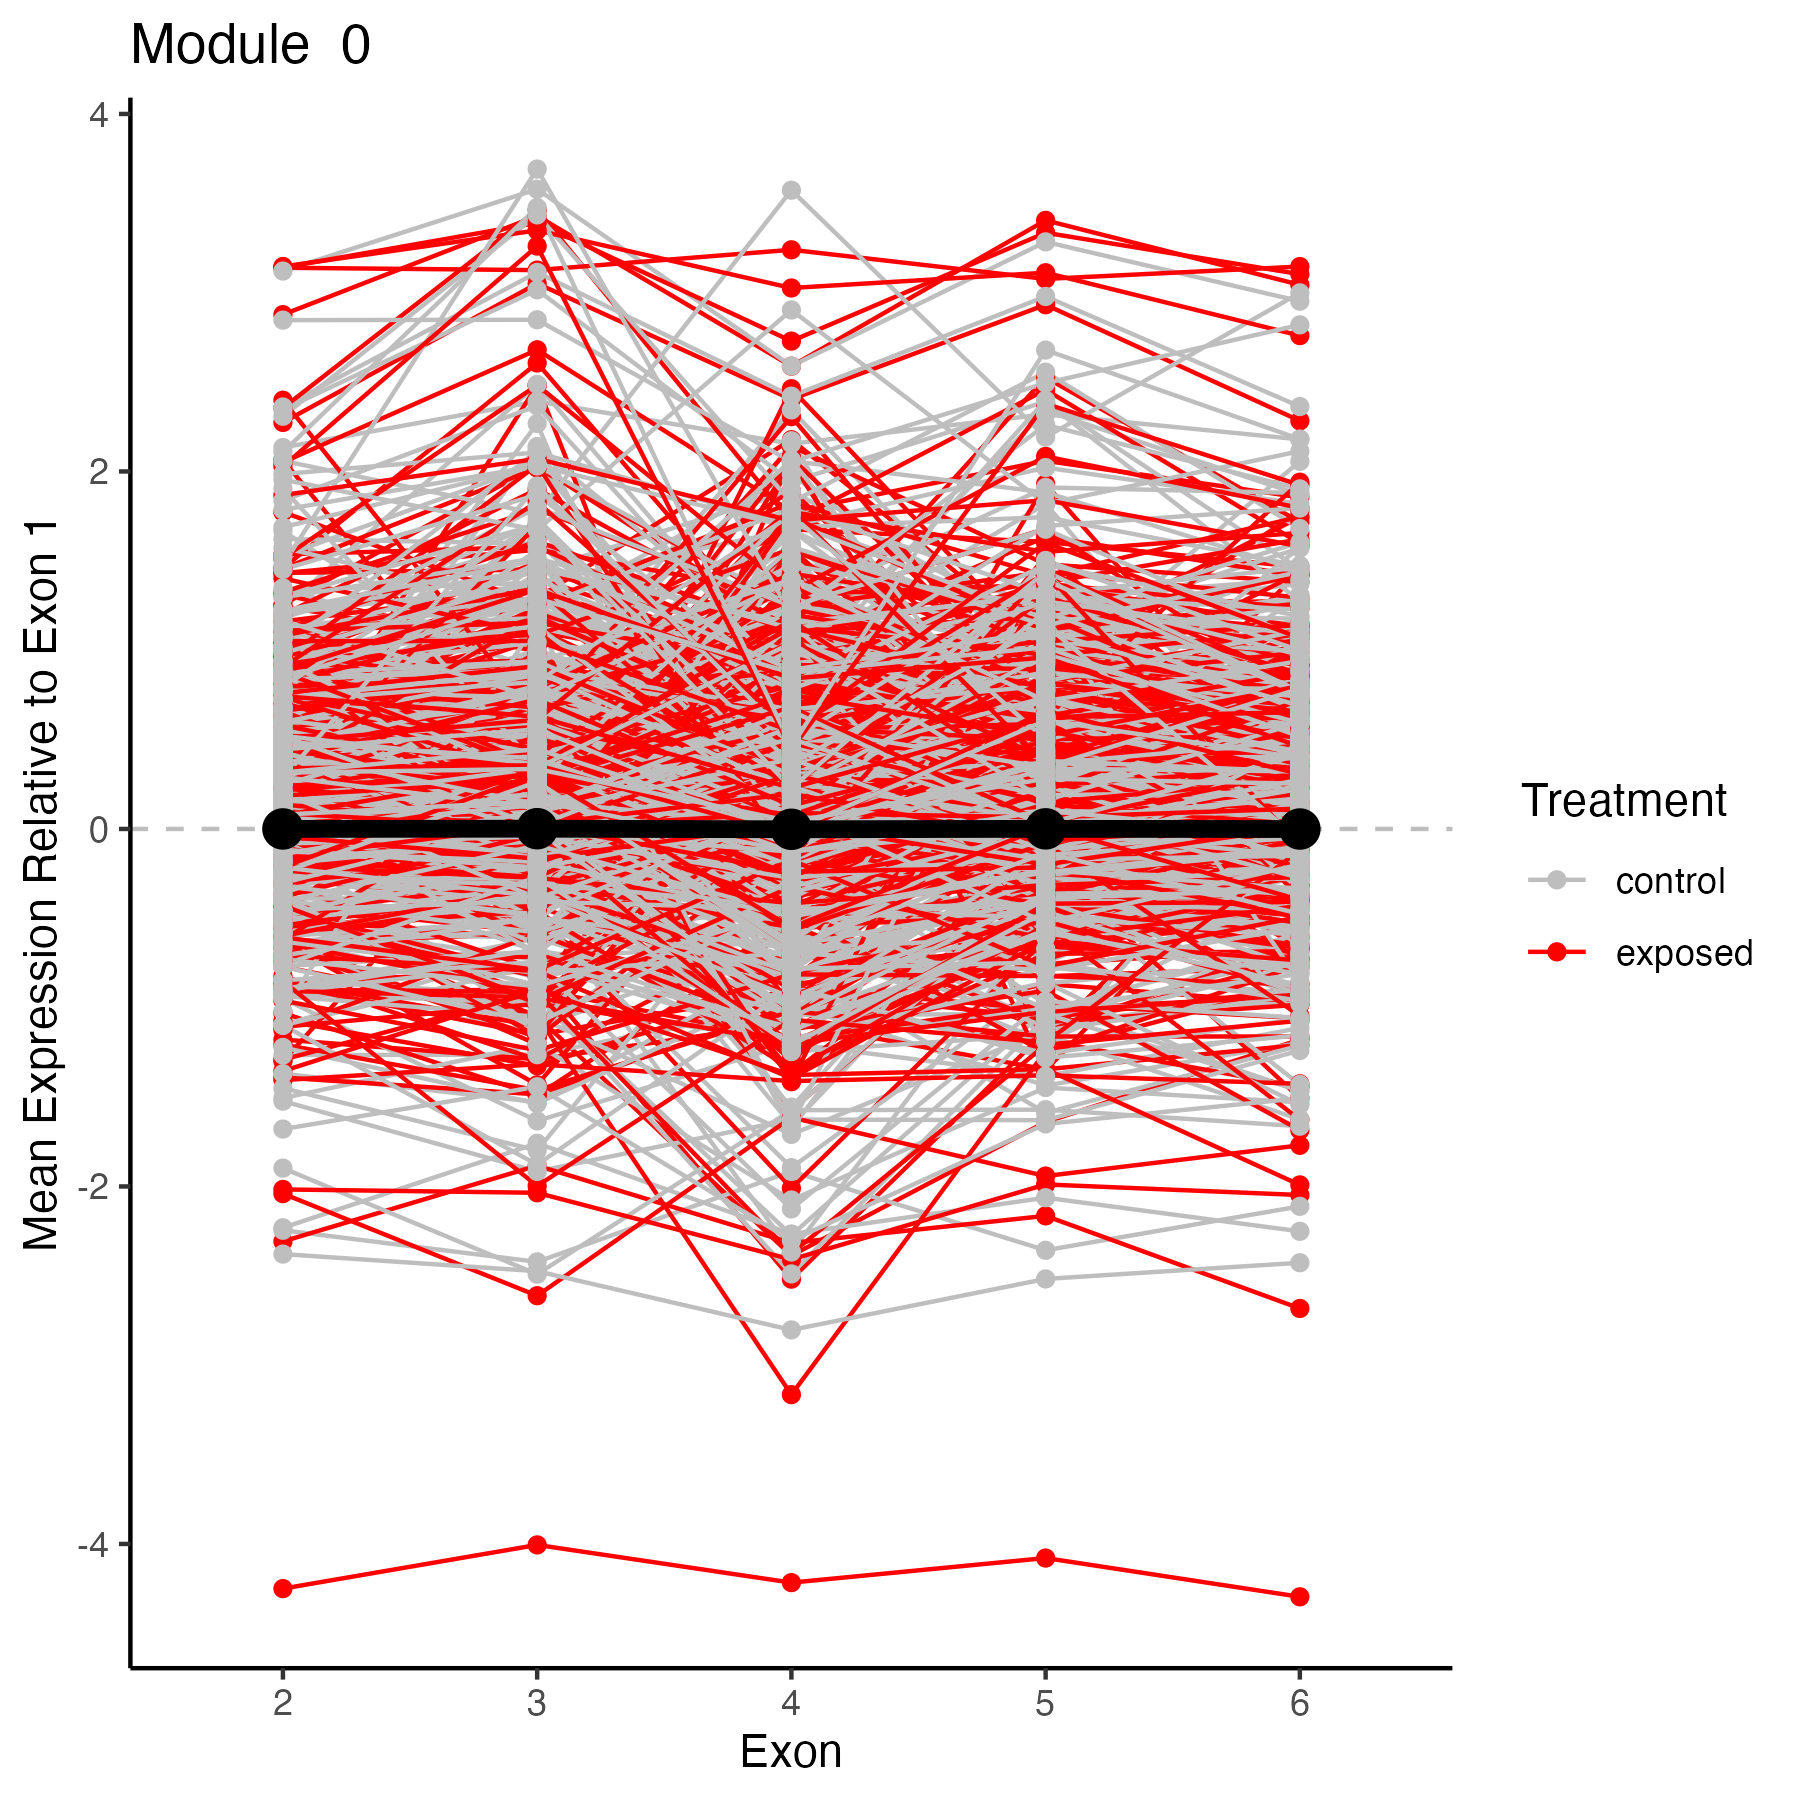 Module  0
4
2
0
-2
-4
Mean Expression Relative to Exon 1
2 3 4 5 6
Exon
Treatment
control
exposed